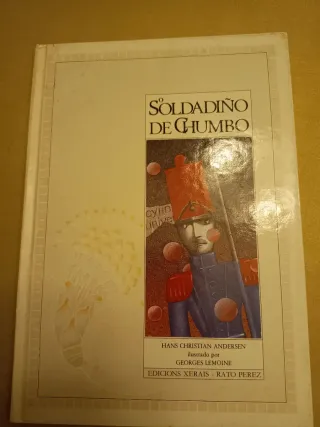 O SOLDADIÑO
DE CHUMBO
HANS CHRISTIAN ANDERSEN
ilustrado por
GEORGES LEMOINE
EDICIONS XERAIS - RATO PEREZ